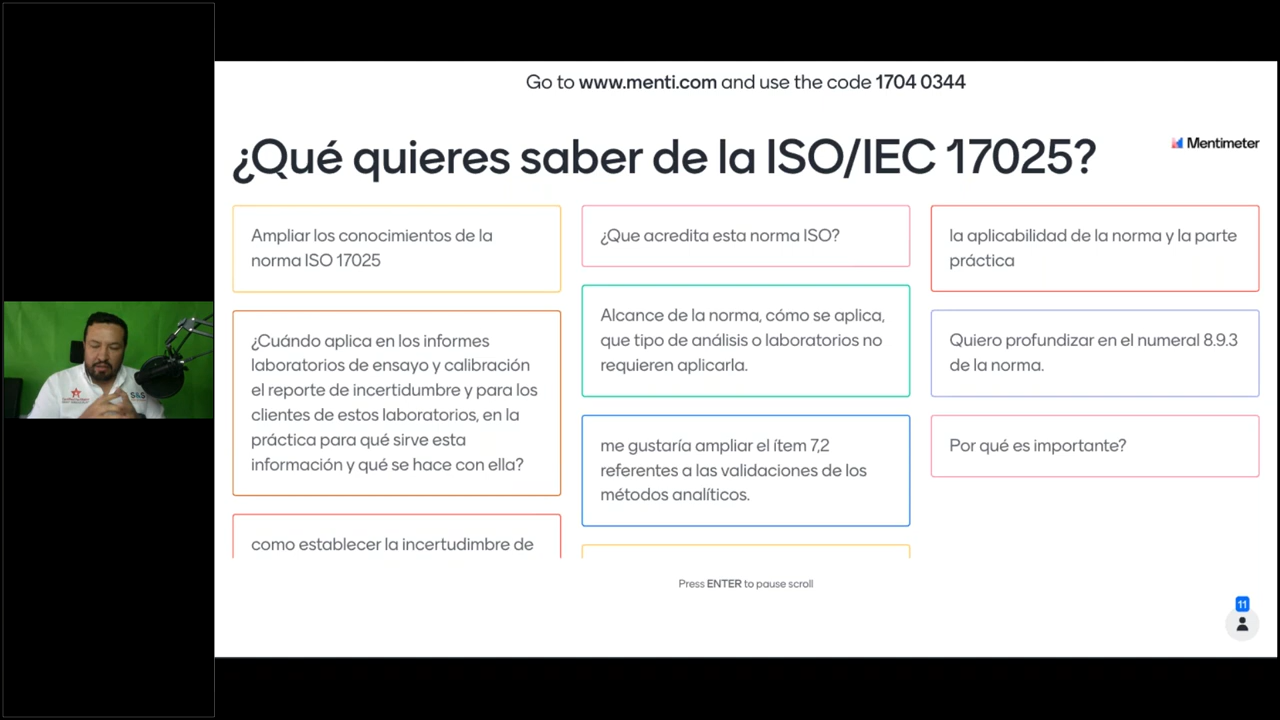 Go to www.menti.com and use the code 1704 0344
¿Qué quieres saber de la ISO/IEC 17025?
Mentimeter
Ampliar los conocimientos de la
norma ISO 17025
¿Cuándo aplica en los informes
laboratorios de ensayo y calibración
el reporte de incertidumbre y para los
clientes de estos laboratorios, en la
práctica para qué sirve esta
información y qué se hace con ella?
como establecer la incertudimbre de
¿Que acredita esta norma ISO?
Alcance de la norma, cómo se aplica,
que tipo de análisis o laboratorios no
requieren aplicarla.
me gustaría ampliar el ítem 7,2
referentes a las validaciones de los
métodos analíticos.
la aplicabilidad de la norma y la parte
práctica
Quiero profundizar en el numeral 8.9.3
de la norma.
Por qué es importante?
Press ENTER to pause scroll
11